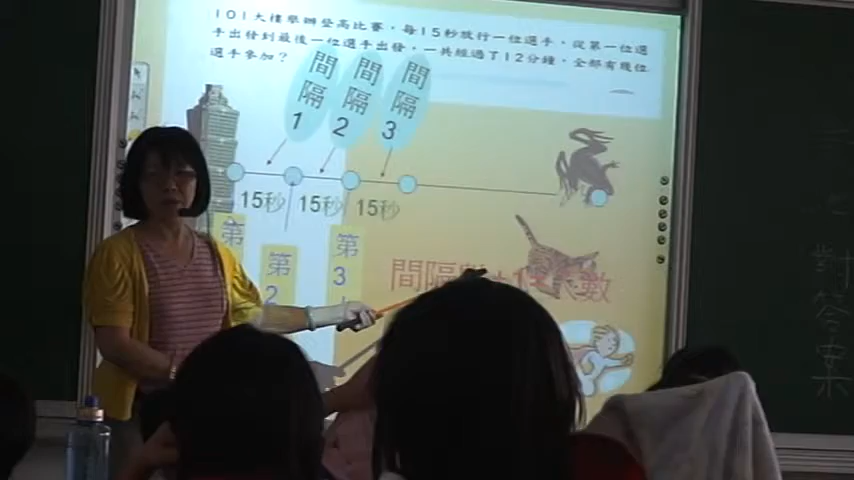 101大樓舉辦登高比賽，每15秒放行一位選手，從第一位選
手出發到最後一位選手出發，一共經過了12分鐘，全部有幾位
選手參加？
間隔1
間隔2
間隔3
15秒
15秒
15秒
第
第2
第3
間隔
數
對答案